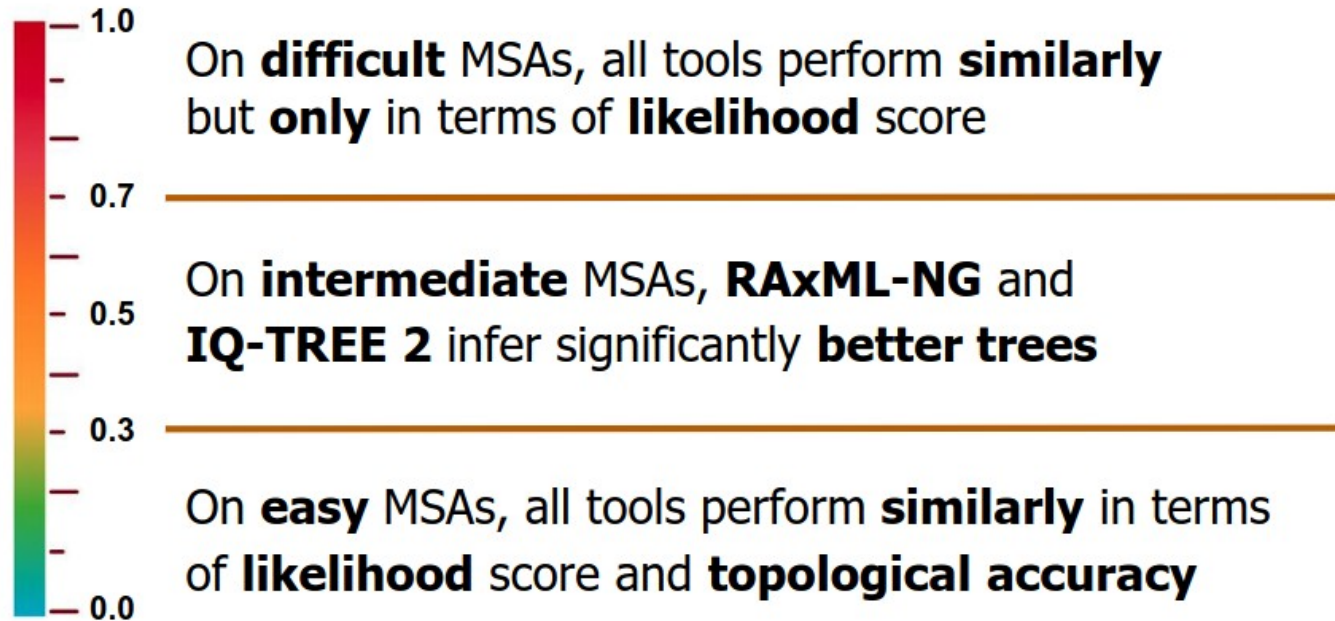 1.0
On difficult MSAs, all tools perform similarly
but only in terms of likelihood score
0.7
On intermediate MSAs, RAxML-NG and
0.5
IQ-TREE 2 infer significantly better trees
0.3
On easy MSAs, all tools perform similarly in terms
of likelihood score and topological accuracy
0.0